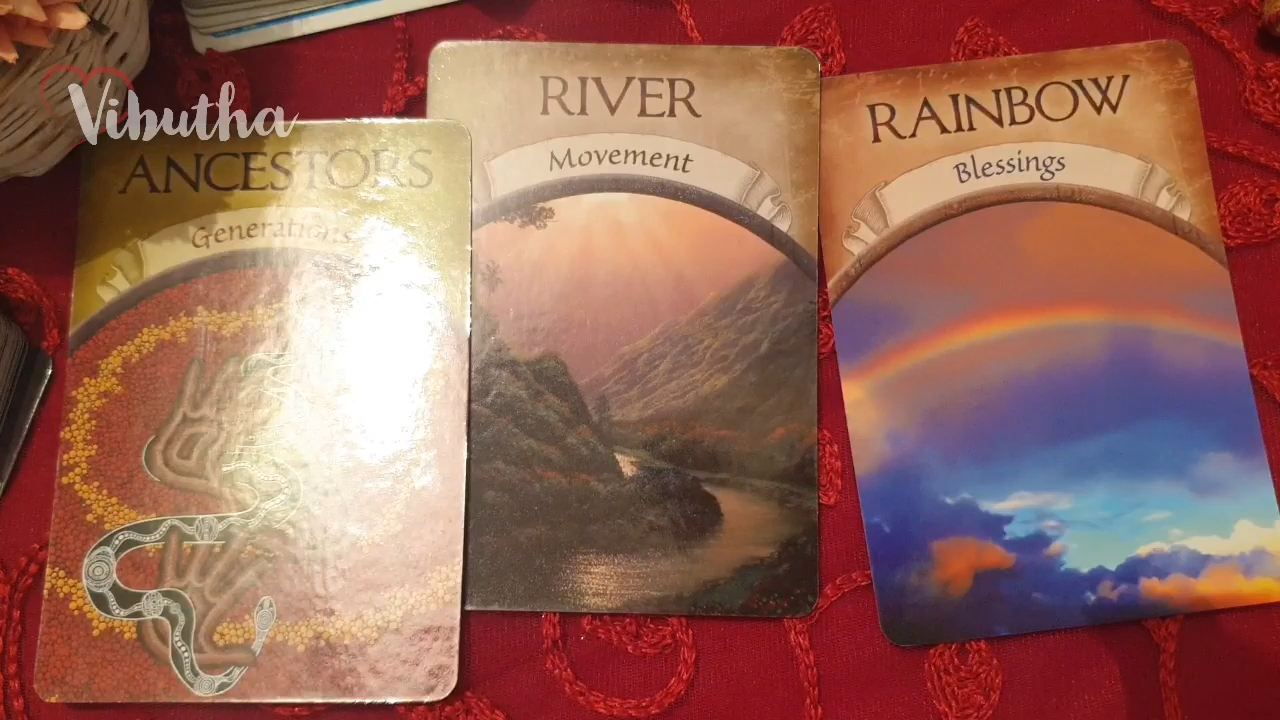 Vibutha
ANCESTORS
Generations
RIVER
Movement
RAINBOW
Blessings